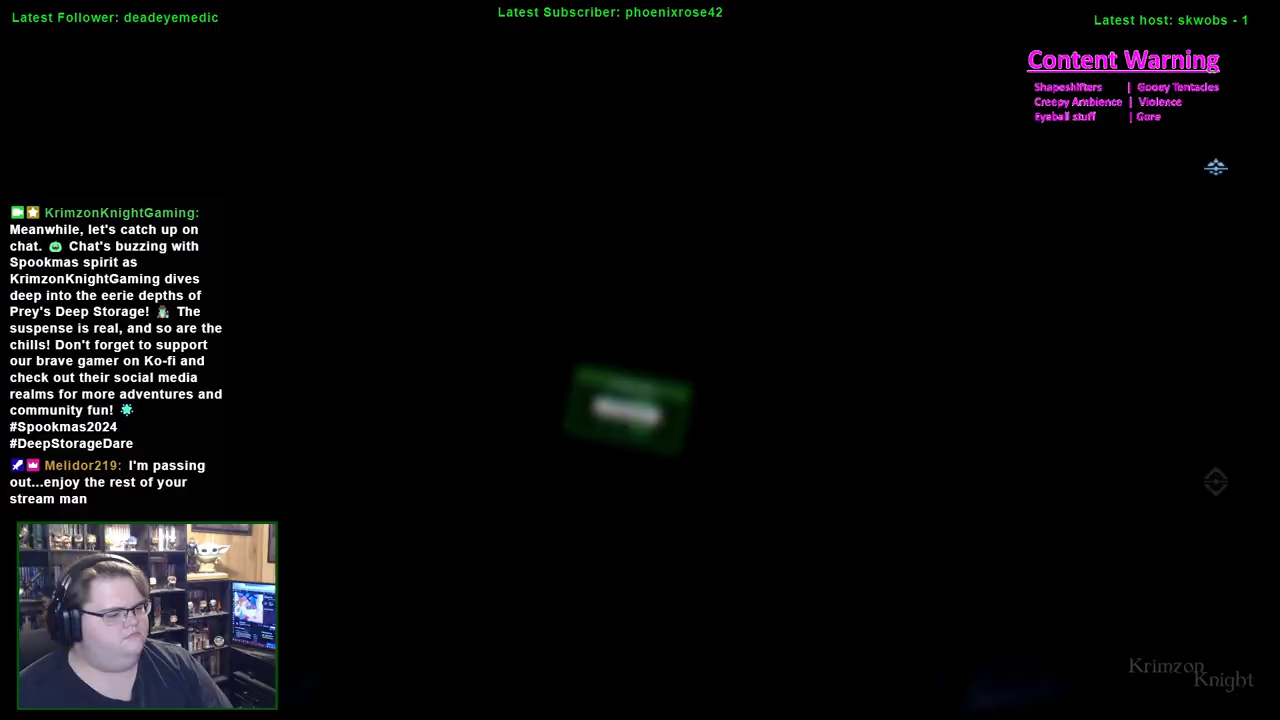 Latest Follower: deadeyemedic
Latest Subscriber: phoenixrose42
Latest host: skwobs - 1
Content Warning
Shapeshifters | Gooey Tentacles
Creepy Ambience | Violence
Eyeball stuff | Gore
KrimzonKnightGaming:
Meanwhile, let's catch up on
chat. Chat's buzzing with
Spookmas spirit as
KrimzonKnightGaming dives
deep into the eerie depths of
Prey's Deep Storage! The
suspense is real, and so are the
chills! Don't forget to support
our brave gamer on Ko-fi and
check out their social media
realms for more adventures and
community fun!
#Spookmas2024
#DeepStorageDare
Melidor219: I'm passing
out...enjoy the rest of your
stream man
Krimzon
Knight